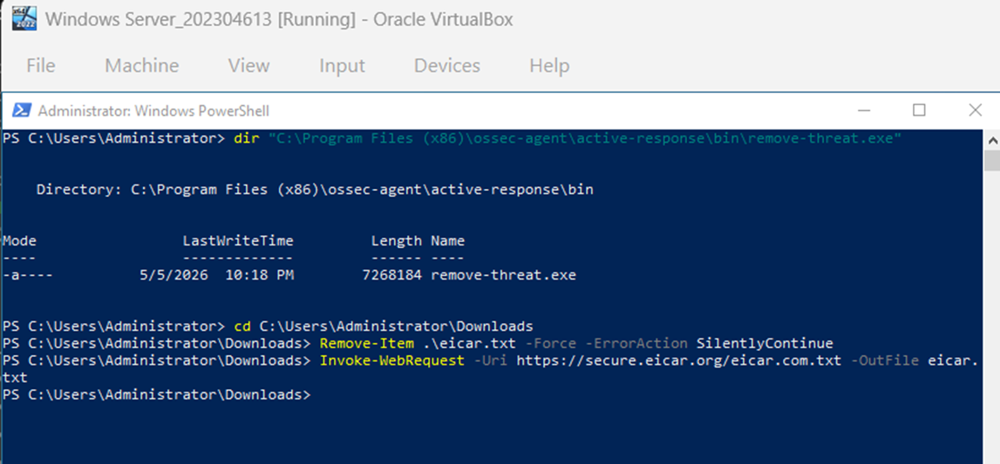 Windows Server_202304613 [Running] - Oracle VirtualBox
File Machine View Input Devices Help
Administrator: Windows PowerShell
PS C:\Users\Administrator> dir "C:\Program Files (x86)\ossec-agent\active-response\bin\remove-threat.exe"
Directory: C:\Program Files (x86)\ossec-agent\active-response\bin
Mode LastWriteTime Length Name
---- ------------- ------ ----
-a---- 5/5/2026 10:18 PM 7268184 remove-threat.exe
PS C:\Users\Administrator> cd C:\Users\Administrator\Downloads
PS C:\Users\Administrator\Downloads> Remove-Item .\eicar.txt -Force -ErrorAction SilentlyContinue
PS C:\Users\Administrator\Downloads> Invoke-WebRequest -Uri https://secure.eicar.org/eicar.com.txt -OutFile eicar.
txt
PS C:\Users\Administrator\Downloads>